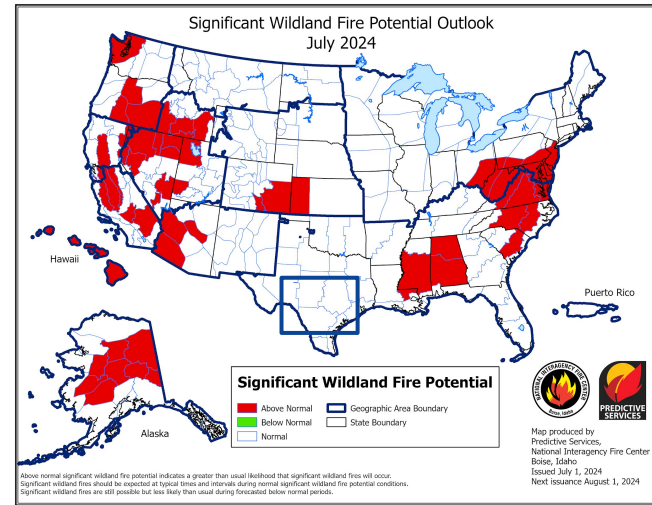 Significant Wildland Fire Potential Outlook
July 2024
Hawaii
Puerto Rico
Alaska
Significant Wildland Fire Potential
Above Normal
Below Normal
Normal
Geographic Area Boundary
State Boundary
NATIONAL INTERAGENCY FIRE CENTER
Boise, Idaho
PREDICTIVE
SERVICES
Map produced by
Predictive Services,
National Interagency Fire Center
Boise, Idaho
Issued July 1, 2024
Next issuance August 1, 2024
Above normal significant wildland fire potential indicates a greater than usual likelihood that significant wildland fires will occur.
Significant wildland fires should be expected at typical times and intervals during normal significant wildland fire potential conditions.
Significant wildland fires are still possible but less likely than usual during forecasted below normal periods.